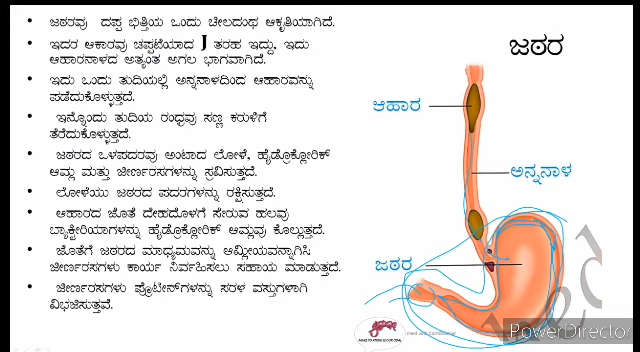 ಜಠರ
• ಜಠರವು ದಪ್ಪ ಭಿತ್ತಿಯ ಒಂದು ಚೀಲದಂಥ ಆಕೃತಿಯಾಗಿದೆ.
• ಇದರ ಆಕಾರವು ಚಪ್ಪಟೆಯಾದ J ತರಹ ಇದ್ದು, ಇದು
ಆಹಾರನಾಳದ ಅತ್ಯಂತ ಅಗಲ ಭಾಗವಾಗಿದೆ.
• ಇದು ಒಂದು ತುದಿಯಲ್ಲಿ ಅನ್ನನಾಳದಿಂದ ಆಹಾರವನ್ನು
ಪಡೆದುಕೊಳ್ಳುತ್ತದೆ.
• ಇನ್ನೊಂದು ತುದಿಯ ರಂಧ್ರವು ಸಣ್ಣ ಕರುಳಿಗೆ
ತೆರೆದುಕೊಳ್ಳುತ್ತದೆ.
• ಜಠರದ ಒಳಪದರವು ಅಂಟಾದ ಲೋಳೆ, ಹೈಡ್ರೊಕ್ಲೋರಿಕ್
ಆಮ್ಲ ಮತ್ತು ಜೀರ್ಣರಸಗಳನ್ನು ಸ್ರವಿಸುತ್ತದೆ.
• ಲೋಳೆಯು ಜಠರದ ಪದರಗಳನ್ನು ರಕ್ಷಿಸುತ್ತದೆ.
• ಆಹಾರದ ಜೊತೆ ದೇಹದೊಳಗೆ ಸೇರುವ ಹಲವು
ಬ್ಯಾಕ್ಟೀರಿಯಾಗಳನ್ನು ಹೈಡ್ರೊಕ್ಲೋರಿಕ್ ಆಮ್ಲವು ಕೊಲ್ಲುತ್ತದೆ.
• ಜೊತೆಗೆ ಜಠರದ ಮಾಧ್ಯಮವನ್ನು ಆಮ್ಲೀಯವನ್ನಾಗಿಸಿ
ಜೀರ್ಣರಸಗಳು ಕಾರ್ಯ ನಿರ್ವಹಿಸಲು ಸಹಾಯ ಮಾಡುತ್ತದೆ.
• ಜೀರ್ಣರಸಗಳು ಪ್ರೊಟೀನ್‌ಗಳನ್ನು ಸರಳ ವಸ್ತುಗಳಾಗಿ
ವಿಭಜಿಸುತ್ತವೆ.
ಆಹಾರ
ಅನ್ನನಾಳ
ಜಠರ
PowerDirector